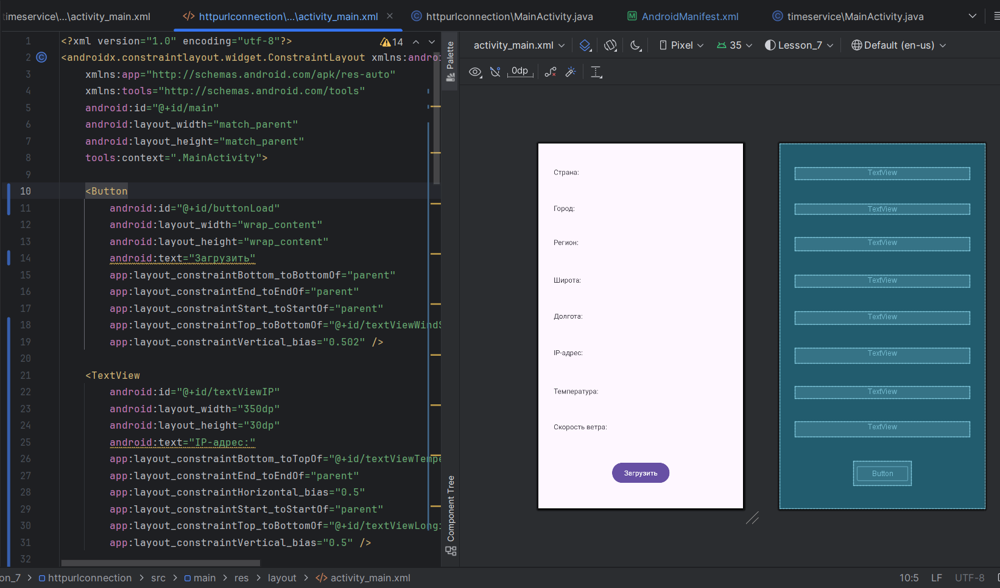 timeservice\...\activity_main.xml
httpurlconnection\...\activity_main.xml
httpurlconnection\MainActivity.java
AndroidManifest.xml
timeservice\MainActivity.java
1 <?xml version="1.0" encoding="utf-8"?>
14
2 <androidx.constraintlayout.widget.ConstraintLayout xmlns:andro
3 xmlns:app="http://schemas.android.com/apk/res-auto"
4 xmlns:tools="http://schemas.android.com/tools"
5 android:id="@+id/main"
6 android:layout_width="match_parent"
7 android:layout_height="match_parent"
8 tools:context=".MainActivity">
9
10 <Button
11 android:id="@+id/buttonLoad"
12 android:layout_width="wrap_content"
13 android:layout_height="wrap_content"
14 android:text="Загрузить"
15 app:layout_constraintBottom_toBottomOf="parent"
16 app:layout_constraintEnd_toEndOf="parent"
17 app:layout_constraintStart_toStartOf="parent"
18 app:layout_constraintTop_toBottomOf="@+id/textViewWindS
19 app:layout_constraintVertical_bias="0.502" />
20
21 <TextView
22 android:id="@+id/textViewIP"
23 android:layout_width="350dp"
24 android:layout_height="30dp"
25 android:text="IP-адрес:"
26 app:layout_constraintBottom_toTopOf="@+id/textViewTempe
27 app:layout_constraintEnd_toEndOf="parent"
28 app:layout_constraintHorizontal_bias="0.5"
29 app:layout_constraintStart_toStartOf="parent"
30 app:layout_constraintTop_toBottomOf="@+id/textViewLongi
31 app:layout_constraintVertical_bias="0.5" />
32
Palette
Component Tree
activity_main.xml
Pixel
35
Lesson_7
Default (en-us)
0dp
Страна:
Город:
Регион:
Широта:
Долгота:
IP-адрес:
Температура:
Скорость ветра:
Загрузить
TextView
TextView
TextView
TextView
TextView
TextView
TextView
TextView
Button
on_7 > httpurlconnection > src > main > res > layout > activity_main.xml
10:5
LF
UTF-8